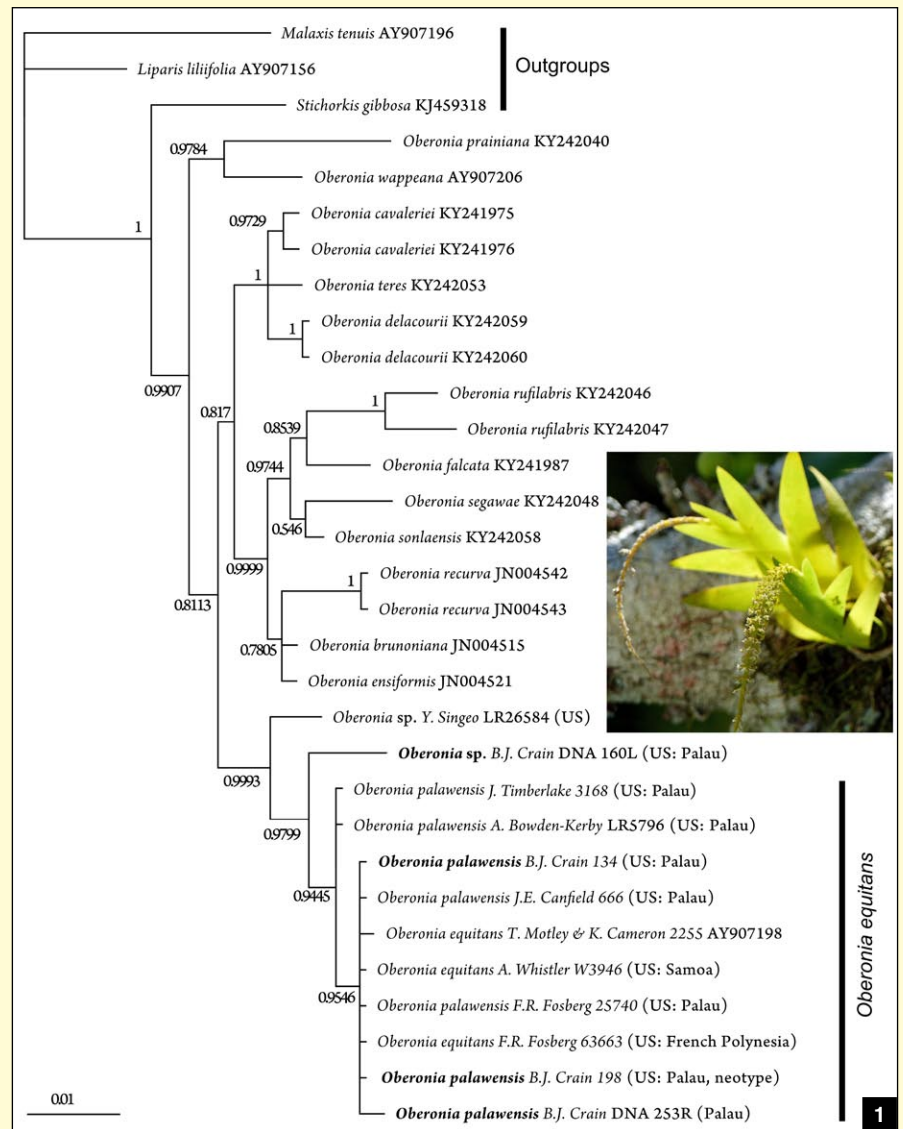 Malaxis tenuis AY907196
Liparis liliifolia AY907156
Outgroups
Stichorkis gibbosa KJ459318
0.9784
Oberonia prainiana KY242040
Oberonia wappeana AY907206
1
0.9729
Oberonia cavaleriei KY241975
Oberonia cavaleriei KY241976
1
Oberonia teres KY242053
1
Oberonia delacourii KY242059
Oberonia delacourii KY242060
0.9907
0.817
1
Oberonia rufilabris KY242046
Oberonia rufilabris KY242047
0.8539
0.9744
Oberonia falcata KY241987
Oberonia segawae KY242048
0.546
Oberonia sonlaensis KY242058
0.9999
1
Oberonia recurva JN004542
Oberonia recurva JN004543
0.8113
0.7805
Oberonia brunoniana JN004515
Oberonia ensiformis JN004521
Oberonia sp. Y. Singeo LR26584 (US)
0.9993
Oberonia sp. B.J. Crain DNA 160L (US: Palau)
0.9799
Oberonia palawensis J. Timberlake 3168 (US: Palau)
Oberonia palawensis A. Bowden-Kerby LR5796 (US: Palau)
0.9445
Oberonia palawensis B.J. Crain 134 (US: Palau)
Oberonia palawensis J.E. Canfield 666 (US: Palau)
Oberonia equitans T. Motley & K. Cameron 2255 AY907198
Oberonia equitans A. Whistler W3946 (US: Samoa)
0.9546
Oberonia palawensis F.R. Fosberg 25740 (US: Palau)
Oberonia equitans F.R. Fosberg 63663 (US: French Polynesia)
Oberonia palawensis B.J. Crain 198 (US: Palau, neotype)
Oberonia palawensis B.J. Crain DNA 253R (Palau)
Oberonia equitans
0.01
1